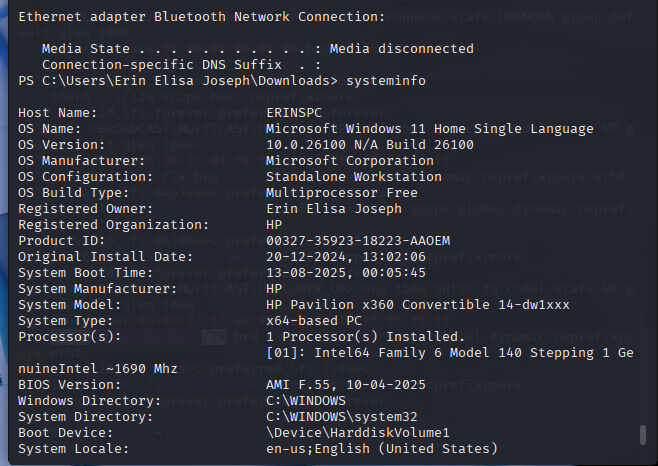 Ethernet adapter Bluetooth Network Connection:
Media State . . . . . . . . . . . : Media disconnected
Connection-specific DNS Suffix . :
PS C:\Users\Erin Elisa Joseph\Downloads> systeminfo
Host Name: ERINSPC
OS Name: Microsoft Windows 11 Home Single Language
OS Version: 10.0.26100 N/A Build 26100
OS Manufacturer: Microsoft Corporation
OS Configuration: Standalone Workstation
OS Build Type: Multiprocessor Free
Registered Owner: Erin Elisa Joseph
Registered Organization: HP
Product ID: 00327-35923-18223-AAOEM
Original Install Date: 20-12-2024, 13:02:06
System Boot Time: 13-08-2025, 00:05:45
System Manufacturer: HP
System Model: HP Pavilion x360 Convertible 14-dw1xxx
System Type: x64-based PC
Processor(s): 1 Processor(s) Installed.
[01]: Intel64 Family 6 Model 140 Stepping 1 Ge
nuineIntel ~1690 Mhz
BIOS Version: AMI F.55, 10-04-2025
Windows Directory: C:\WINDOWS
System Directory: C:\WINDOWS\system32
Boot Device: \Device\HarddiskVolume1
System Locale: en-us;English (United States)